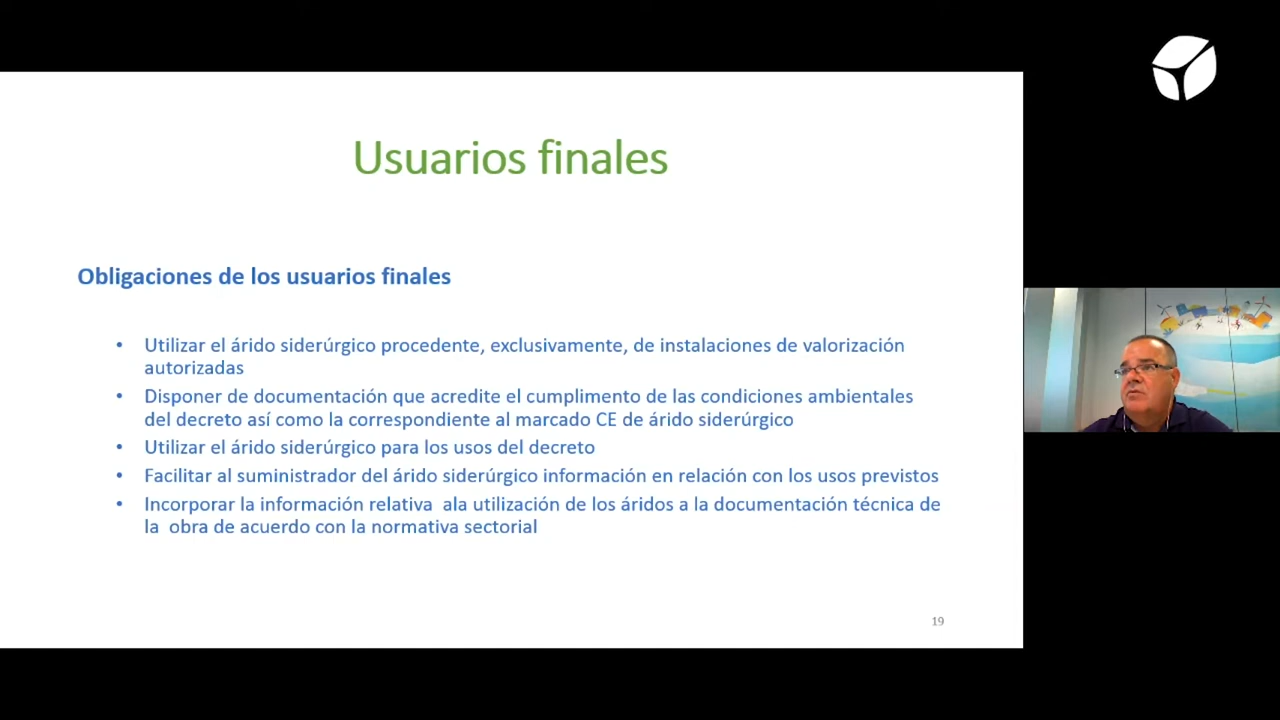 Usuarios finales
Obligaciones de los usuarios finales
• Utilizar el árido siderúrgico procedente, exclusivamente, de instalaciones de valorización
autorizadas
• Disponer de documentación que acredite el cumplimento de las condiciones ambientales
del decreto así como la correspondiente al marcado CE de árido siderúrgico
• Utilizar el árido siderúrgico para los usos del decreto
• Facilitar al suministrador del árido siderúrgico información en relación con los usos previstos
• Incorporar la información relativa  ala utilización de los áridos a la documentación técnica de
la  obra de acuerdo con la normativa sectorial
19